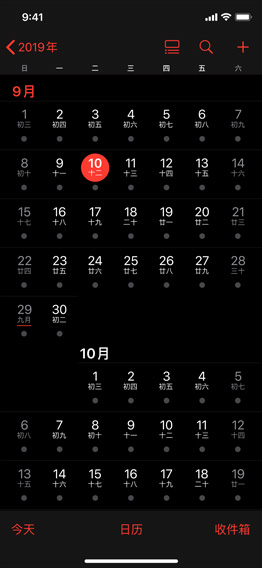 9:41
2019年
日 一 二 三 四 五 六
9月
1 2 3 4 5 6 7
初三 初四 初五 初六 初七 初八 初九
8 9 10 11 12 13 14
初十 十一 十二 十三 十四 十五 十六
15 16 17 18 19 20 21
十七 十八 十九 二十 廿一 廿二 廿三
22 23 24 25 26 27 28
廿四 廿五 廿六 廿七 廿八 廿九 三十
29 30
九月 初二
10月
1 2 3 4 5
初三 初四 初五 初六 初七
6 7 8 9 10 11 12
初八 初九 初十 十一 十二 十三 十四
13 14 15 16 17 18 19
十五 十六 十七 十八 十九 二十 廿一
今天 日历 收件箱